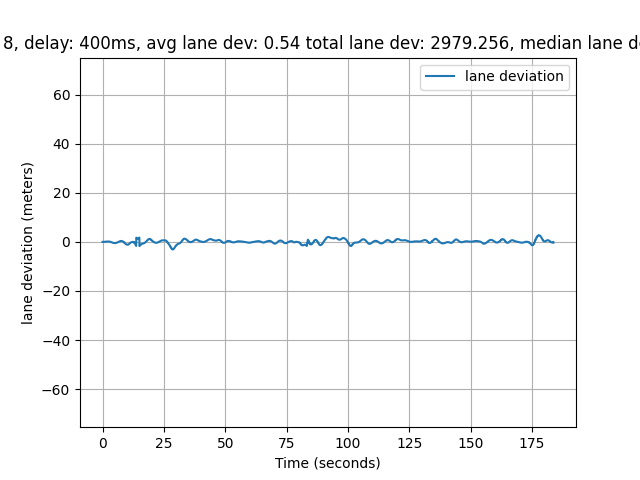 8, delay: 400ms, avg lane dev: 0.54 total lane dev: 2979.256, median lane
lane deviation
60
40
20
0
−20
−40
−60
lane deviation (meters)
0 25 50 75 100 125 150 175
Time (seconds)